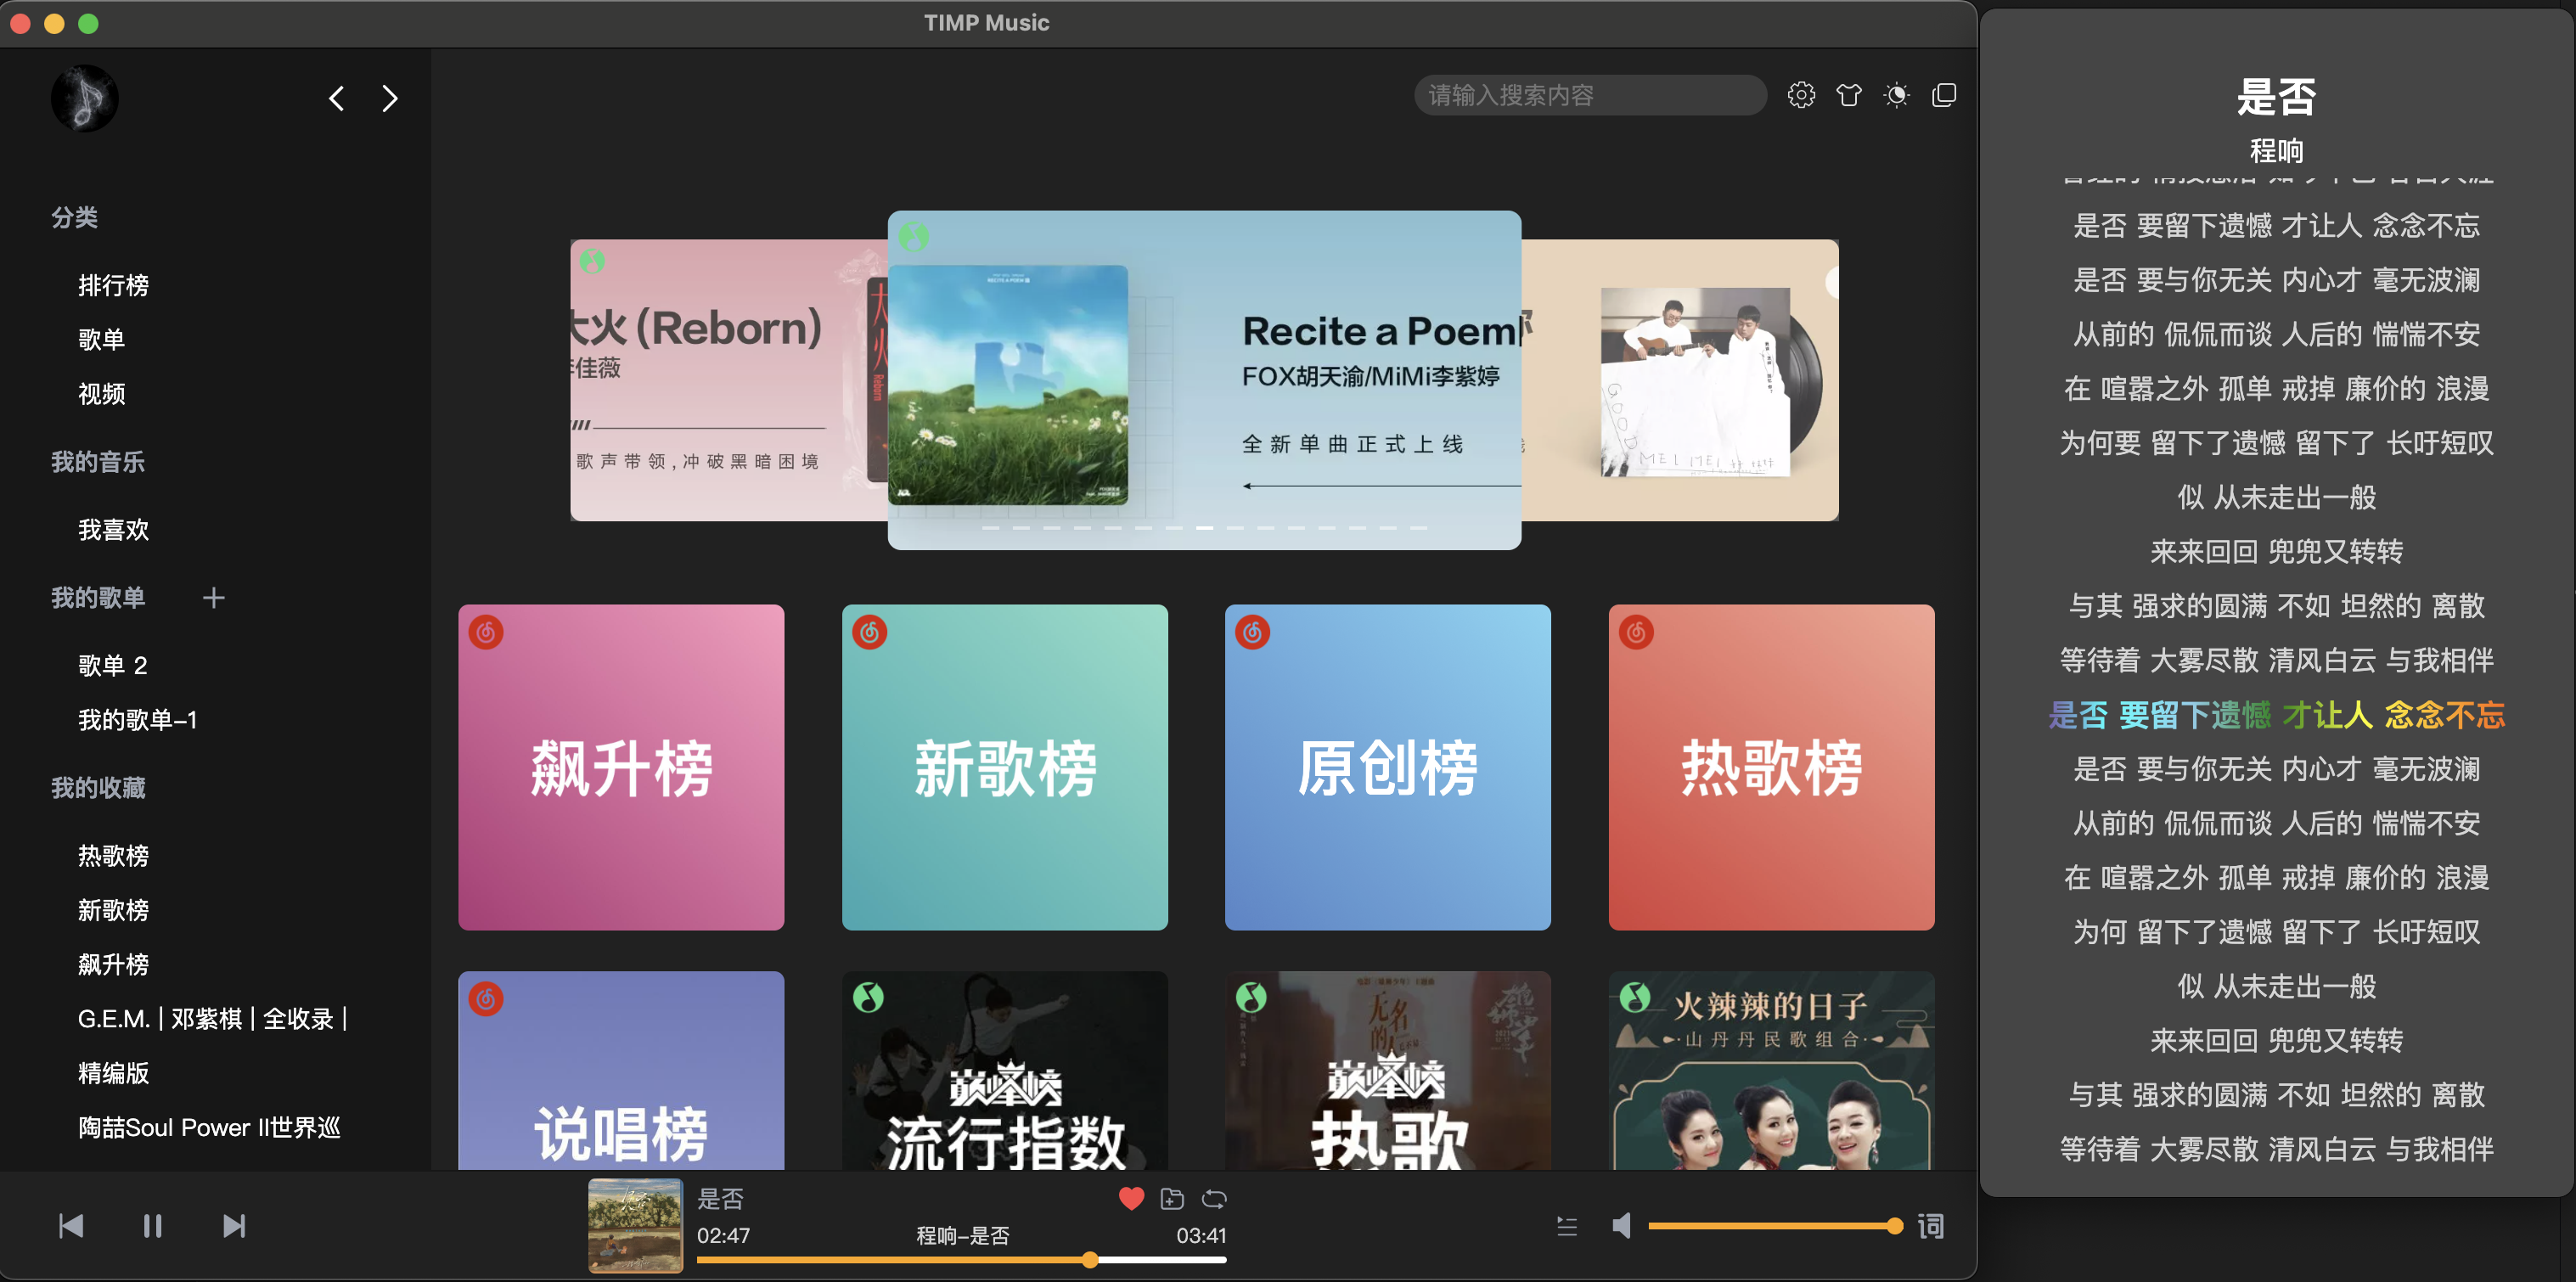 TIMP Music
请输入搜索内容
分类
排行榜
歌单
视频
我的音乐
我喜欢
我的歌单
歌单 2
我的歌单-1
我的收藏
热歌榜
新歌榜
飙升榜
G.E.M. | 邓紫棋 | 全收录 |
精编版
陶喆Soul Power II世界巡
大火 (Reborn)
李佳薇
歌声带领,冲破黑暗困境
大火
Reborn
RECITE A POEM
Recite a Poem
FOX胡天渝/MiMi李紫婷
全新单曲正式上线
GOOD
MEI MEI
飙升榜
新歌榜
原创榜
热歌榜
说唱榜
巅峰榜
流行指数
无名的人
巅峰榜
热歌
火辣辣的日子
山丹丹民歌组合
是否
02:47
程响-是否
03:41
词
是否
程响
是否 要留下遗憾 才让人 念念不忘
是否 要与你无关 内心才 毫无波澜
从前的 侃侃而谈 人后的 惴惴不安
在 喧嚣之外 孤单 戒掉 廉价的 浪漫
为何要 留下了遗憾 留下了 长吁短叹
似 从未走出一般
来来回回 兜兜又转转
与其 强求的圆满 不如 坦然的 离散
等待着 大雾尽散 清风白云 与我相伴
是否 要留下遗憾 才让人 念念不忘
是否 要与你无关 内心才 毫无波澜
从前的 侃侃而谈 人后的 惴惴不安
在 喧嚣之外 孤单 戒掉 廉价的 浪漫
为何 留下了遗憾 留下了 长吁短叹
似 从未走出一般
来来回回 兜兜又转转
与其 强求的圆满 不如 坦然的 离散
等待着 大雾尽散 清风白云 与我相伴